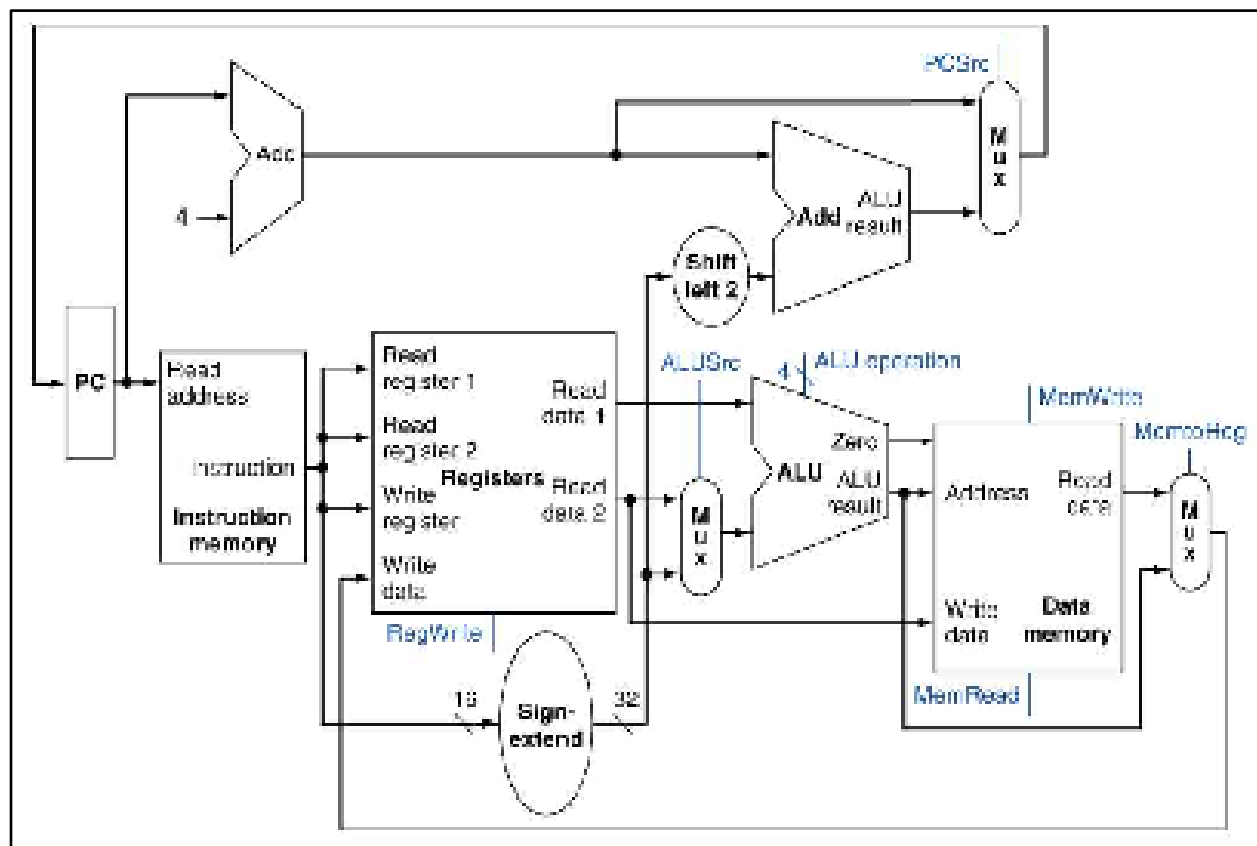 PCSrc
M
u
x
Add
4
Add
ALU
result
Shift
left 2
PC
Read
address
Instruction
Instruction
memory
Read
register 1
Read
register 2
Write
register
Write
data
Registers
Read
data 1
Read
data 2
RegWrite
16
Sign-
extend
32
ALUSrc
M
u
x
4
ALU operation
Zero
ALU
ALU
result
MemWrite
Address
Read
data
Write
data
Data
memory
MemRead
MemtoReg
M
u
x